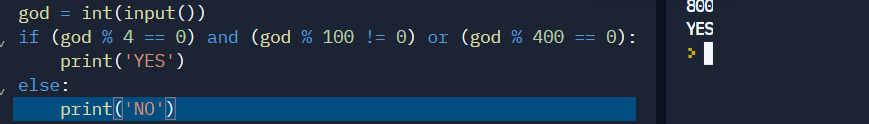 god = int(input())
if (god % 4 == 0) and (god % 100 != 0) or (god % 400 == 0):
    print('YES')
else:
    print('NO')
800
YES
>